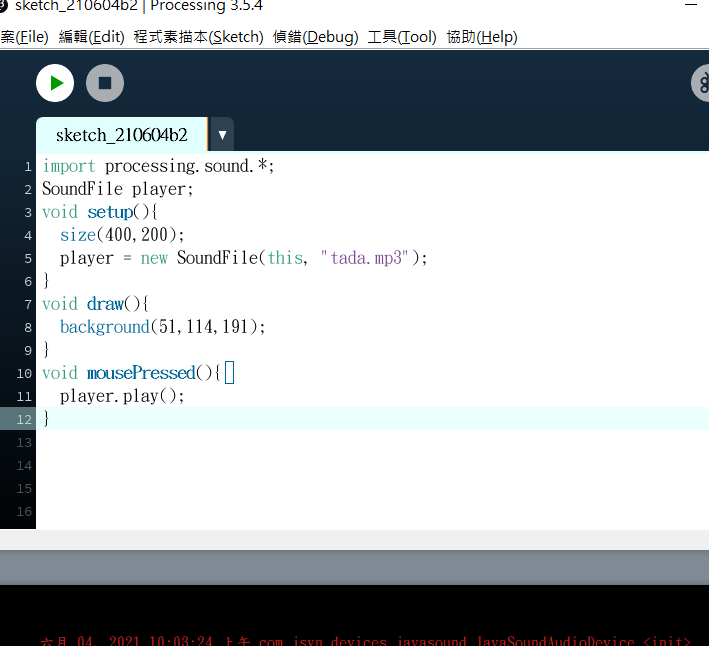 sketch_210604b2 | Processing 3.5.4
案(File) 編輯(Edit) 程式素描本(Sketch) 偵錯(Debug) 工具(Tool) 協助(Help)
sketch_210604b2 ▼
1 import processing.sound.*;
2 SoundFile player;
3 void setup(){
4 size(400,200);
5 player = new SoundFile(this, "tada.mp3");
6 }
7 void draw(){
8 background(51,114,191);
9 }
10 void mousePressed(){
11 player.play();
12 }
13
14
15
16
六月 04, 2021 10:03:24 上午 com.jsyn.devices.javasound.JavaSoundAudioDevice <init>